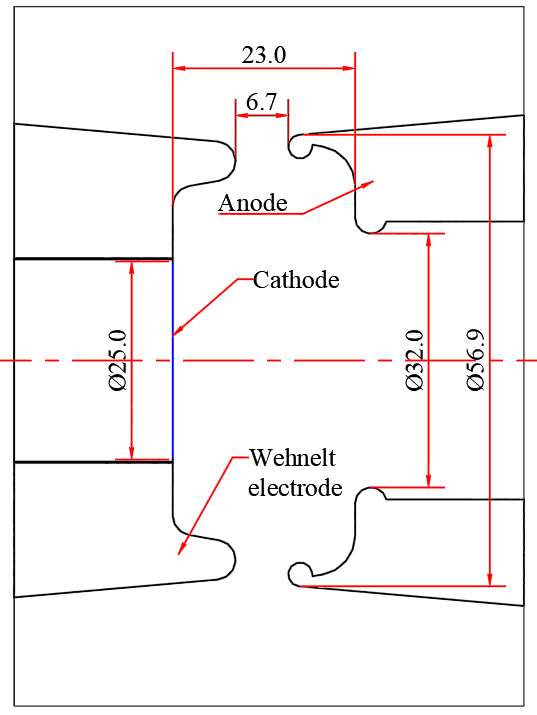 23.0
6.7
Anode
Cathode
Ø25.0
Ø32.0
Ø56.9
Wehnelt
electrode